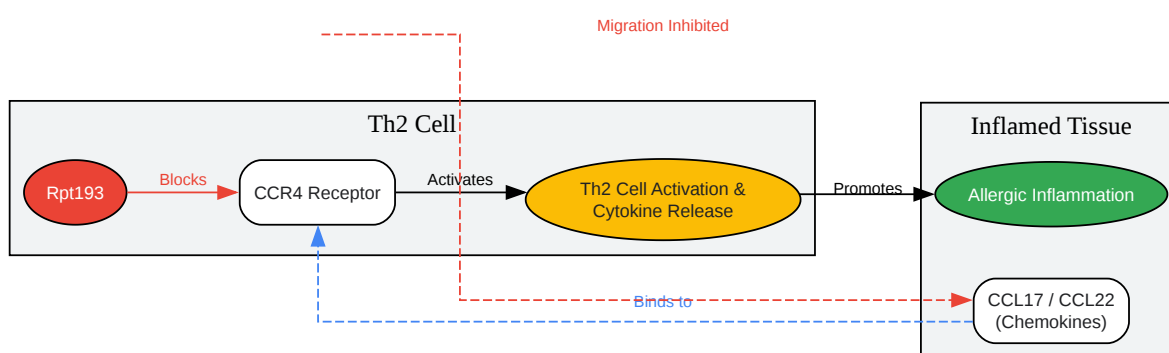 Migration Inhibited
Th2 Cell
Inflamed Tissue
Rpt193
Blocks
CCR4 Receptor
Activates
Th2 Cell Activation &
Cytokine Release
Promotes
Allergic Inflammation
Binds to
CCL17 / CCL22
(Chemokines)